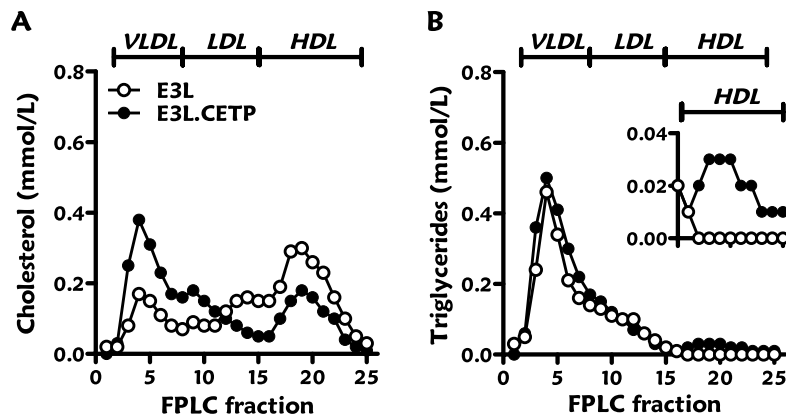 A
VLDL LDL HDL
Cholesterol (mmol/L)
0.8
0.6
0.4
0.2
0.0
E3L
E3L.CETP
0 5 10 15 20 25
FPLC fraction
B
VLDL LDL HDL
Triglycerides (mmol/L)
0.8
0.6
0.4
0.2
0.0
HDL
0.04
0.02
0.00
0 5 10 15 20 25
FPLC fraction